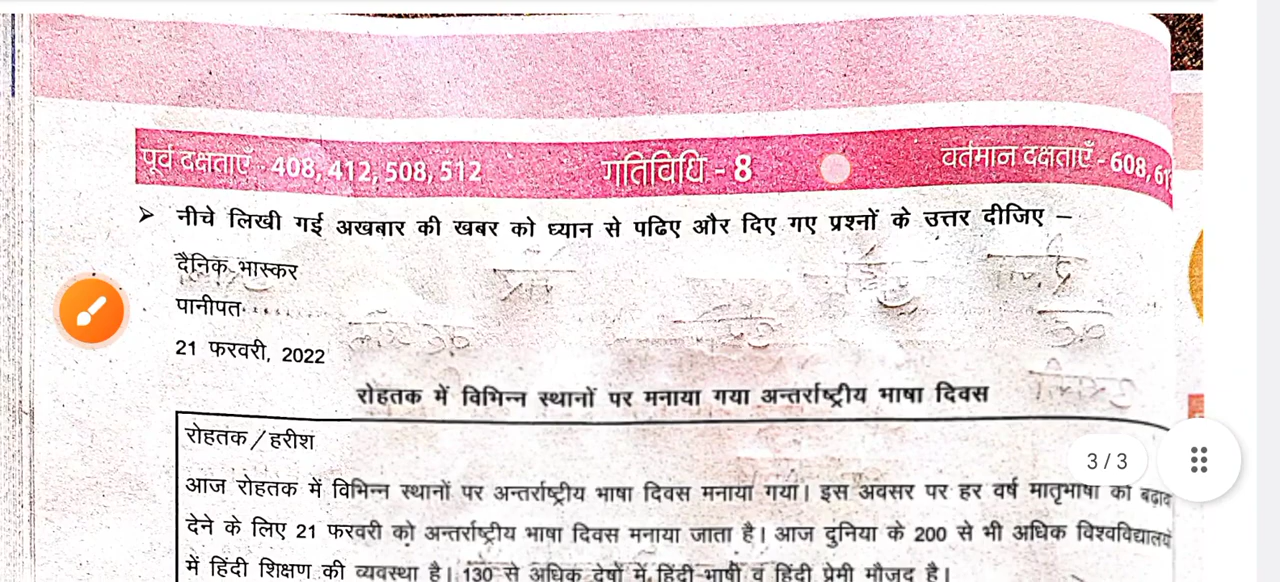 पूर्व दक्षताएँ - 408, 412, 508, 512 गतिविधि - 8 वर्तमान दक्षताएँ - 608,
➤ नीचे लिखी गई अखबार की खबर को ध्यान से पढिए और दिए गए प्रश्नों के उत्तर दीजिए –
दैनिक भास्कर
पानीपत
21 फरवरी, 2022
रोहतक में विभिन्न स्थानों पर मनाया गया अन्तर्राष्ट्रीय भाषा दिवस
रोहतक/हरीश
आज रोहतक में विभिन्न स्थानों पर अन्तर्राष्ट्रीय भाषा दिवस मनाया गया। इस अवसर पर हर वर्ष मातृभाषा को
देने के लिए 21 फरवरी को अन्तर्राष्ट्रीय भाषा दिवस मनाया जाता है। आज दुनिया के 200 से भी अधिक
में हिंदी शिक्षण की व्यवस्था है। 130 से अधिक देषों में हिंदी-भाषी व हिंदी प्रेमी मौजूद है।
3 / 3